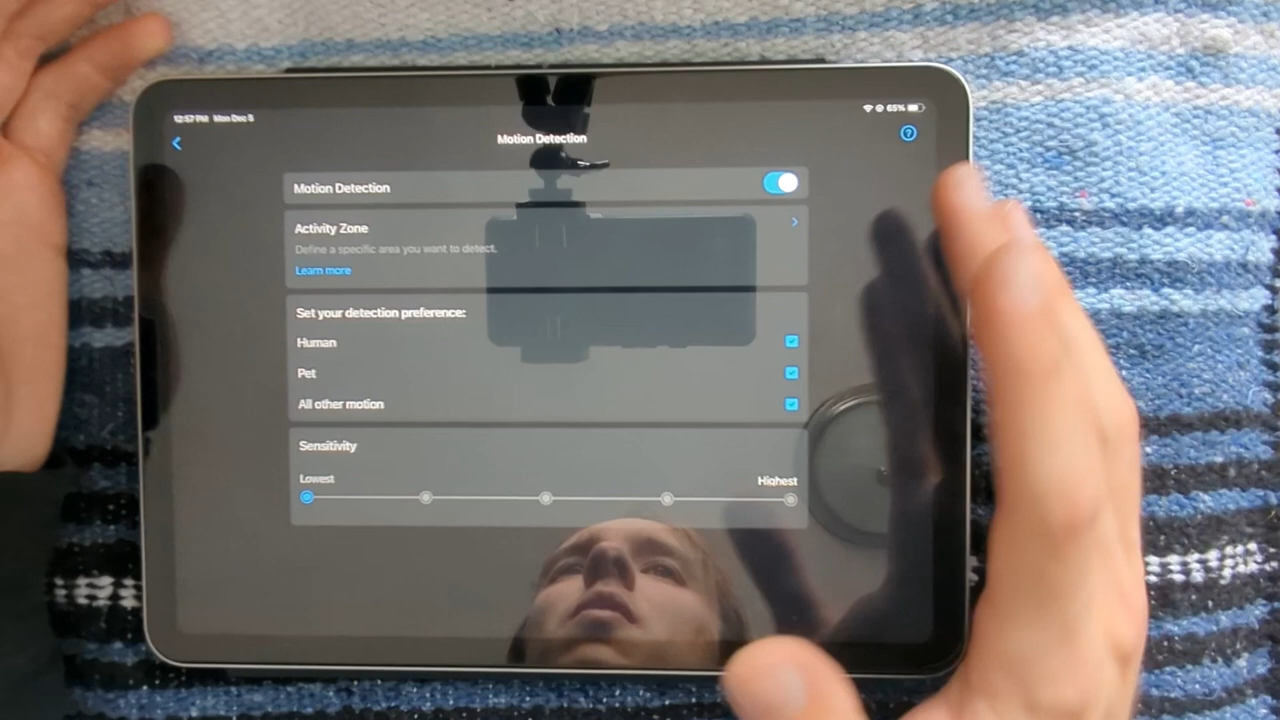 12:57 PM Mon Dec 5
65%
Motion Detection
Motion Detection
Activity Zone
Define a specific area you want to detect.
Learn more
Set your detection preference:
Human
Pet
All other motion
Sensitivity
Lowest
Highest